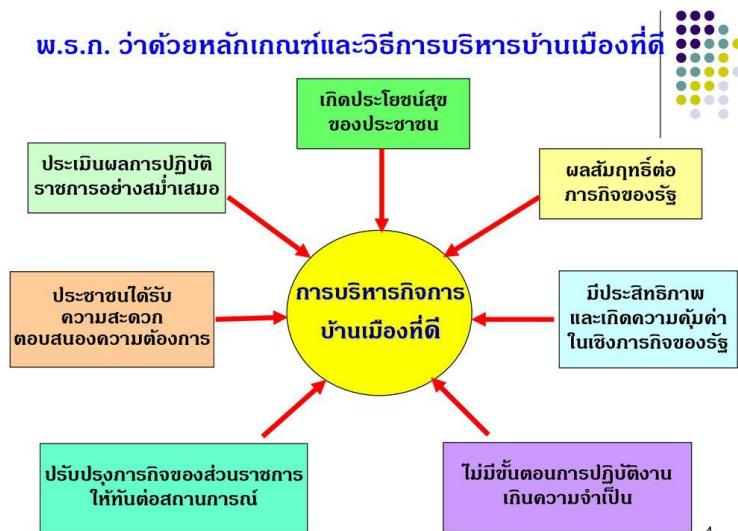 พ.ร.ก. ว่าด้วยหลักเกณฑ์และวิธีการบริหารบ้านเมืองที่ดี
เกิดประโยชน์สุข
ของประชาชน
ประเมินผลการปฏิบัติ
ราชการอย่างสม่ำเสมอ
ผลสัมฤทธิ์ต่อ
ภารกิจของรัฐ
การบริหารกิจการ
บ้านเมืองที่ดี
ประชาชนได้รับ
ความสะดวก
ตอบสนองความต้องการ
มีประสิทธิภาพ
และเกิดความคุ้มค่า
ในเชิงภารกิจของรัฐ
ปรับปรุงภารกิจของส่วนราชการ
ให้ทันต่อสถานการณ์
ไม่มีขั้นตอนการปฏิบัติงาน
เกินความจำเป็น